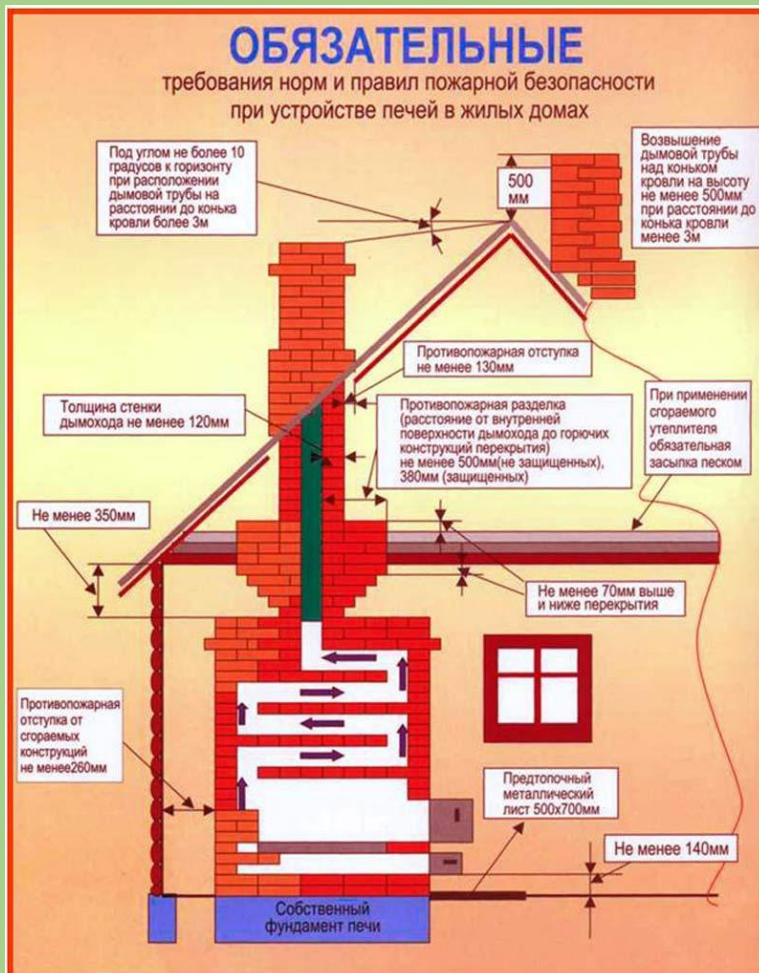 ОБЯЗАТЕЛЬНЫЕ
требования норм и правил пожарной безопасности
при устройстве печей в жилых домах
Под углом не более 10
градусов к горизонту
при расположении
дымовой трубы на
расстоянии до конька
кровли более 3м
500
мм
Возвышение
дымовой трубы
над коньком
кровли на высоту
не менее 500мм
при расстоянии до
конька кровли
менее 3м
Противопожарная отступка
не менее 130мм
Толщина стенки
дымохода не менее 120мм
Противопожарная разделка
(расстояние от внутренней
поверхности дымохода до горючих
конструкций перекрытия)
не менее 500мм(не защищенных),
380мм (защищенных)
При применении
сгораемого
утеплителя
обязательная
засыпка песком
Не менее 350мм
Не менее 70мм выше
и ниже перекрытия
Противопожарная
отступка от
сгораемых
конструкций
не менее260мм
Предтопочный
металлический
лист 500х700мм
Не менее 140мм
Собственный
фундамент печи